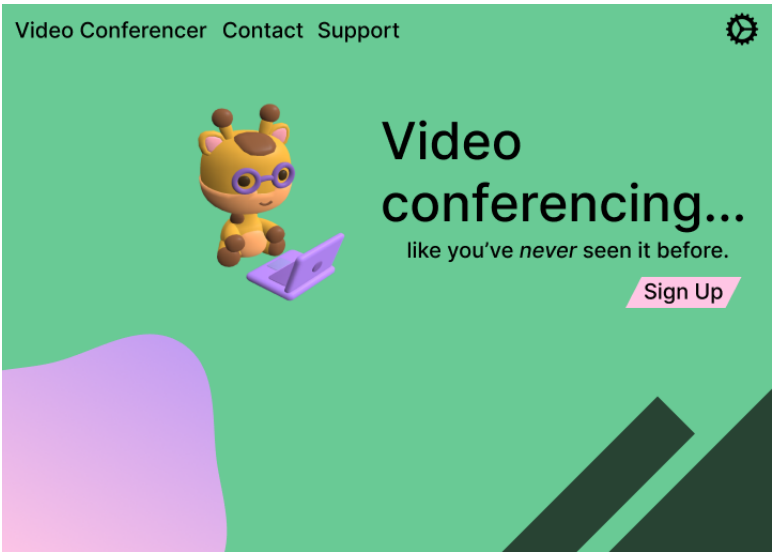 Video Conferencer Contact Support
Video
conferencing...
like you’ve never seen it before.
Sign Up